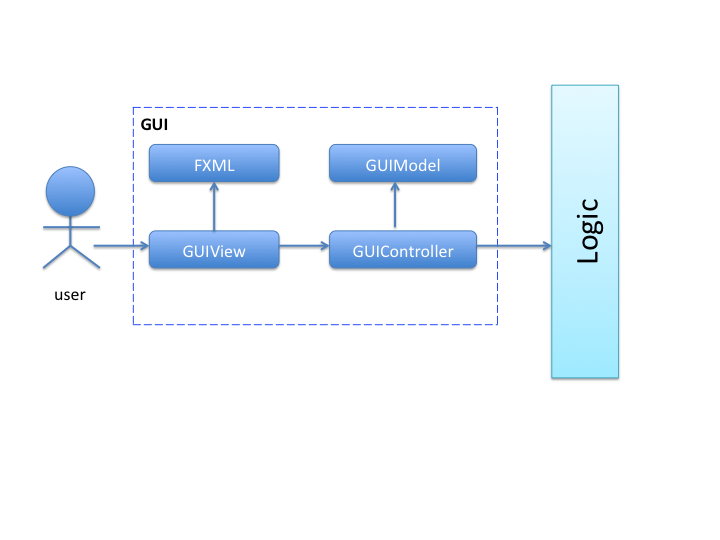 GUI
FXML
GUIModel
GUIView
GUIController
Logic
user